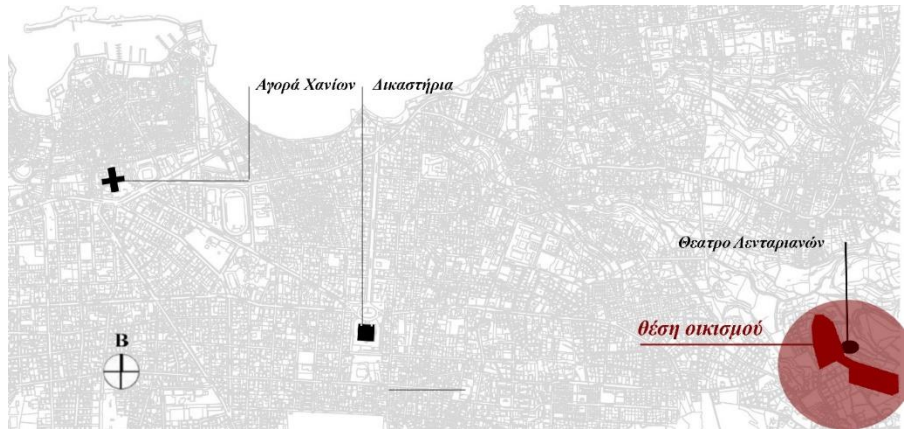 Αγορά Χανίων
Δικαστήρια
Θεατρο Λενταριανών
θέση οικισμού
Β